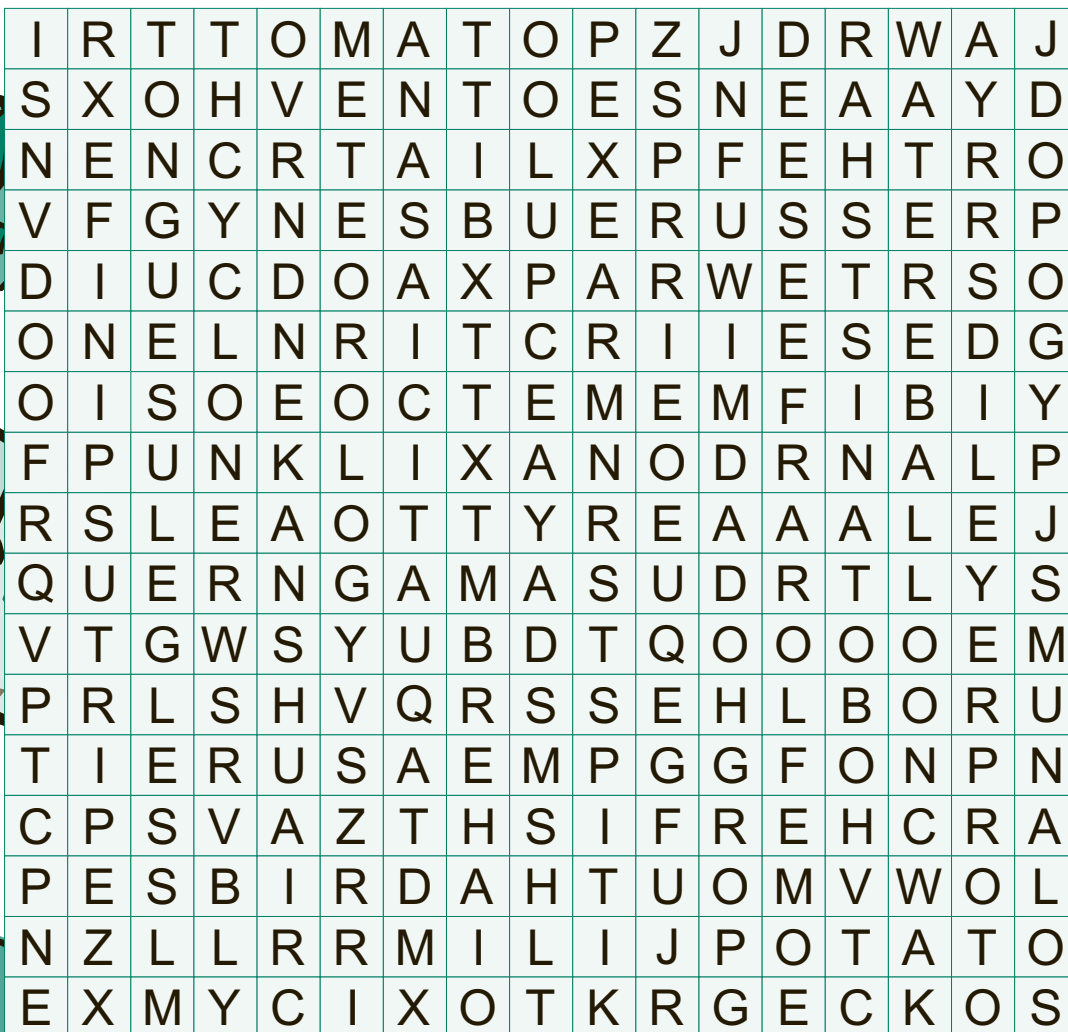 I R T T O M A T O P Z J D R W A J
S X O H V E N T O E S N E A A Y D
N E N C R T A I L X P F E H T R O
V F G Y N E S B U E R U S S E R P
D I U C D O A X P A R W E T R S O
O N E L N R I T C R I I E S E D G
O I S O E O C T E M E M F I B I Y
F P U N K L I X A N O D R N A L P
R S L E A O T T Y R E A A A L E J
Q U E R N G A M A S U D R T L Y S
V T G W S Y U B D T Q O O O O E M
P R L S H V Q R S S E H L B O R U
T I E R U S A E M P G G F O N P N
C P S V A Z T H S I F R E H C R A
P E S B I R D A H T U O M V W O L
N Z L L R R M I L I J P O T A T O
E X M Y C I X O T K R G E C K O S